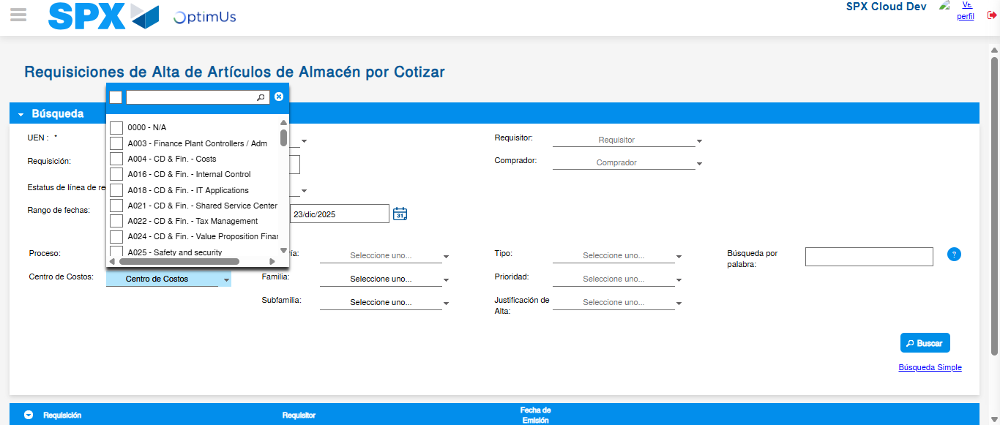 SPX OptimUs
SPX Cloud Dev
Ve
perfil
Requisiciones de Alta de Artículos de Almacén por Cotizar
Búsqueda
0000 - N/A
A003 - Finance Plant Controllers / Adm
A004 - CD & Fin. - Costs
A016 - CD & Fin. - Internal Control
A018 - CD & Fin. - IT Applications
A021 - CD & Fin. - Shared Service Center
A022 - CD & Fin. - Tax Management
A024 - CD & Fin. - Value Proposition Finan
A025 - Safety and security
UEN : *
Requisitor: Requisitor
Requisición:
Comprador: Comprador
Estatus de línea de re
Rango de fechas: 23/dic/2025 31
Proceso: ría: Seleccione uno... Tipo: Seleccione uno... Búsqueda por
palabra: ?
Centro de Costos: Centro de Costos Familia: Seleccione uno... Prioridad: Seleccione uno...
Subfamilia: Seleccione uno... Justificación de
Alta: Seleccione uno...
Buscar
Búsqueda Simple
Requisición Requisitor Fecha de
Emisión